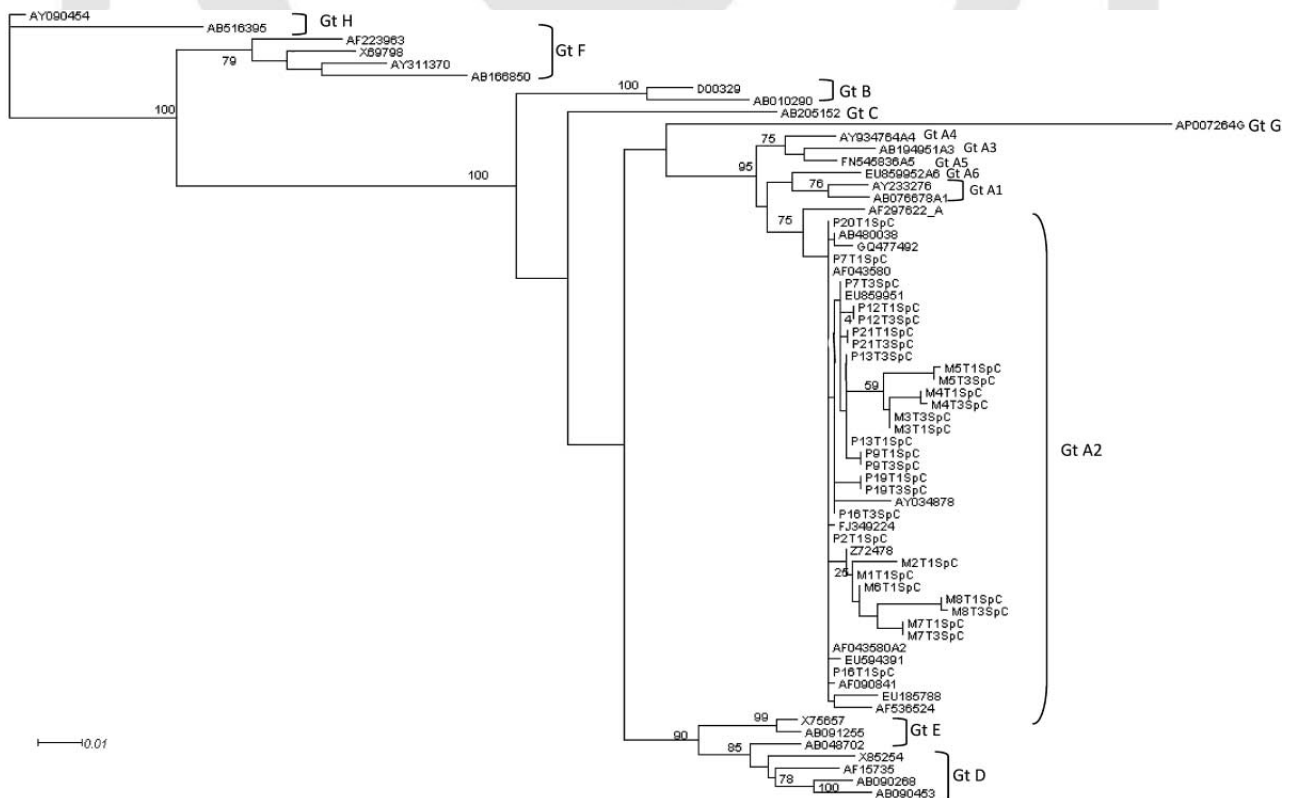 AY090454
AB516395
Gt H
AF223963
X69798
79
AY311370
AB166850
Gt F
100
100
100
D00329
AB010290
Gt B
AB205152 Gt C
AP007264G Gt G
75
AY934764A4 Gt A4
AB194951A3 Gt A3
FN545836A5 Gt A5
95
EU859952A6 Gt A6
76
AY233276
AB076678A1
Gt A1
75
AF297622_A
P20T1SpC
AB480038
GQ477492
P7T1SpC
AF043580
P7T3SpC
EU859951
P12T1SpC
4 P12T3SpC
P21T1SpC
P21T3SpC
P13T3SpC
M5T1SpC
59
M5T3SpC
M4T1SpC
M4T3SpC
M3T3SpC
M3T1SpC
P13T1SpC
P9T1SpC
P9T3SpC
P19T1SpC
P19T3SpC
AY034878
P16T3SpC
FJ349224
P2T1SpC
Z72478
M2T1SpC
25
M1T1SpC
M6T1SpC
M8T1SpC
M8T3SpC
M7T1SpC
M7T3SpC
AF043580A2
EU594391
P16T1SpC
AF090841
EU185788
AF536524
Gt A2
99
X75657
90
AB091255
AB048702
Gt E
85
X85254
AF15735
78
AB090268
100
AB090453
Gt D
0.01